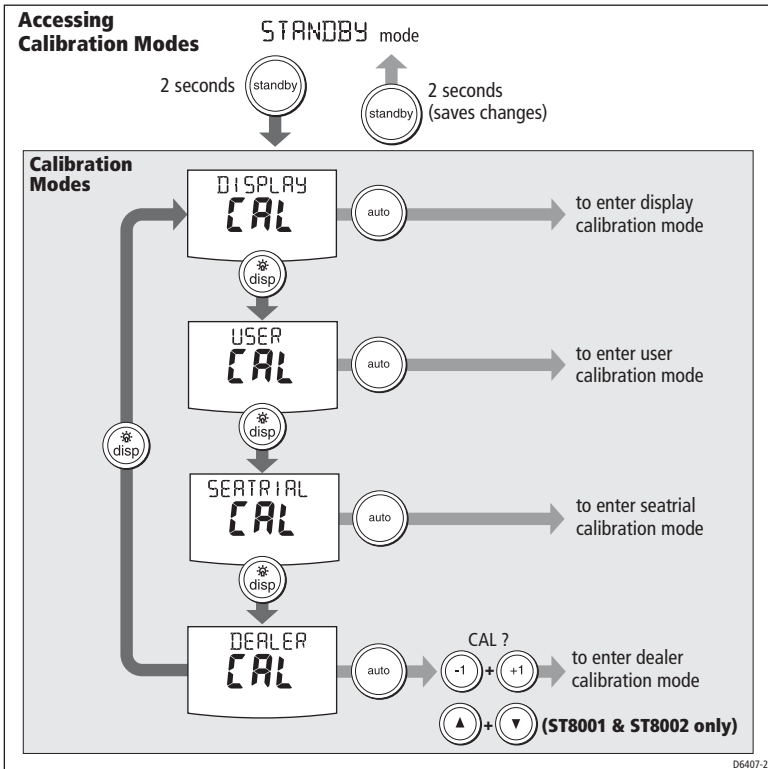 Accessing
Calibration Modes
STANDBY mode
2 seconds
standby
standby
2 seconds
(saves changes)
Calibration
Modes
DISPLAY
CAL
auto
to enter display
calibration mode
disp
USER
CAL
auto
to enter user
calibration mode
disp
disp
SEATRIAL
CAL
auto
to enter seatrial
calibration mode
disp
DEALER
CAL
auto
CAL ?
-1 + +1
to enter dealer
calibration mode
+ (ST8001 & ST8002 only)
D6407-2